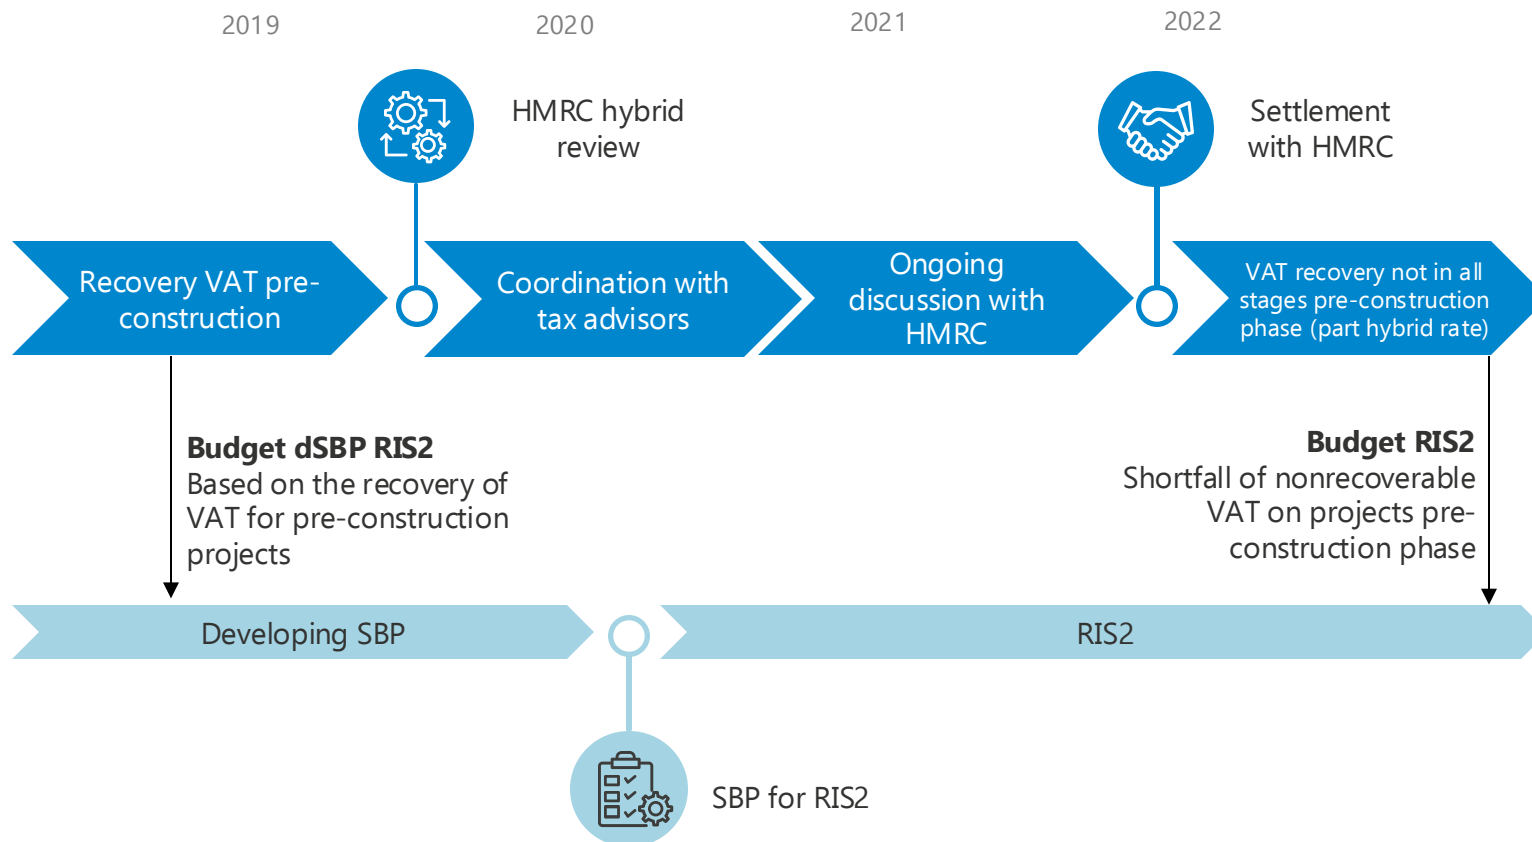 2019
2020
2021
2022
HMRC hybrid
review
Settlement
with HMRC
Recovery VAT pre-
construction
Coordination with
tax advisors
Ongoing
discussion with
HMRC
VAT recovery not in all
stages pre-construction
phase (part hybrid rate)
Budget dSBP RIS2
Based on the recovery of
VAT for pre-construction
projects
Budget RIS2
Shortfall of nonrecoverable
VAT on projects pre-
construction phase
Developing SBP
RIS2
SBP for RIS2